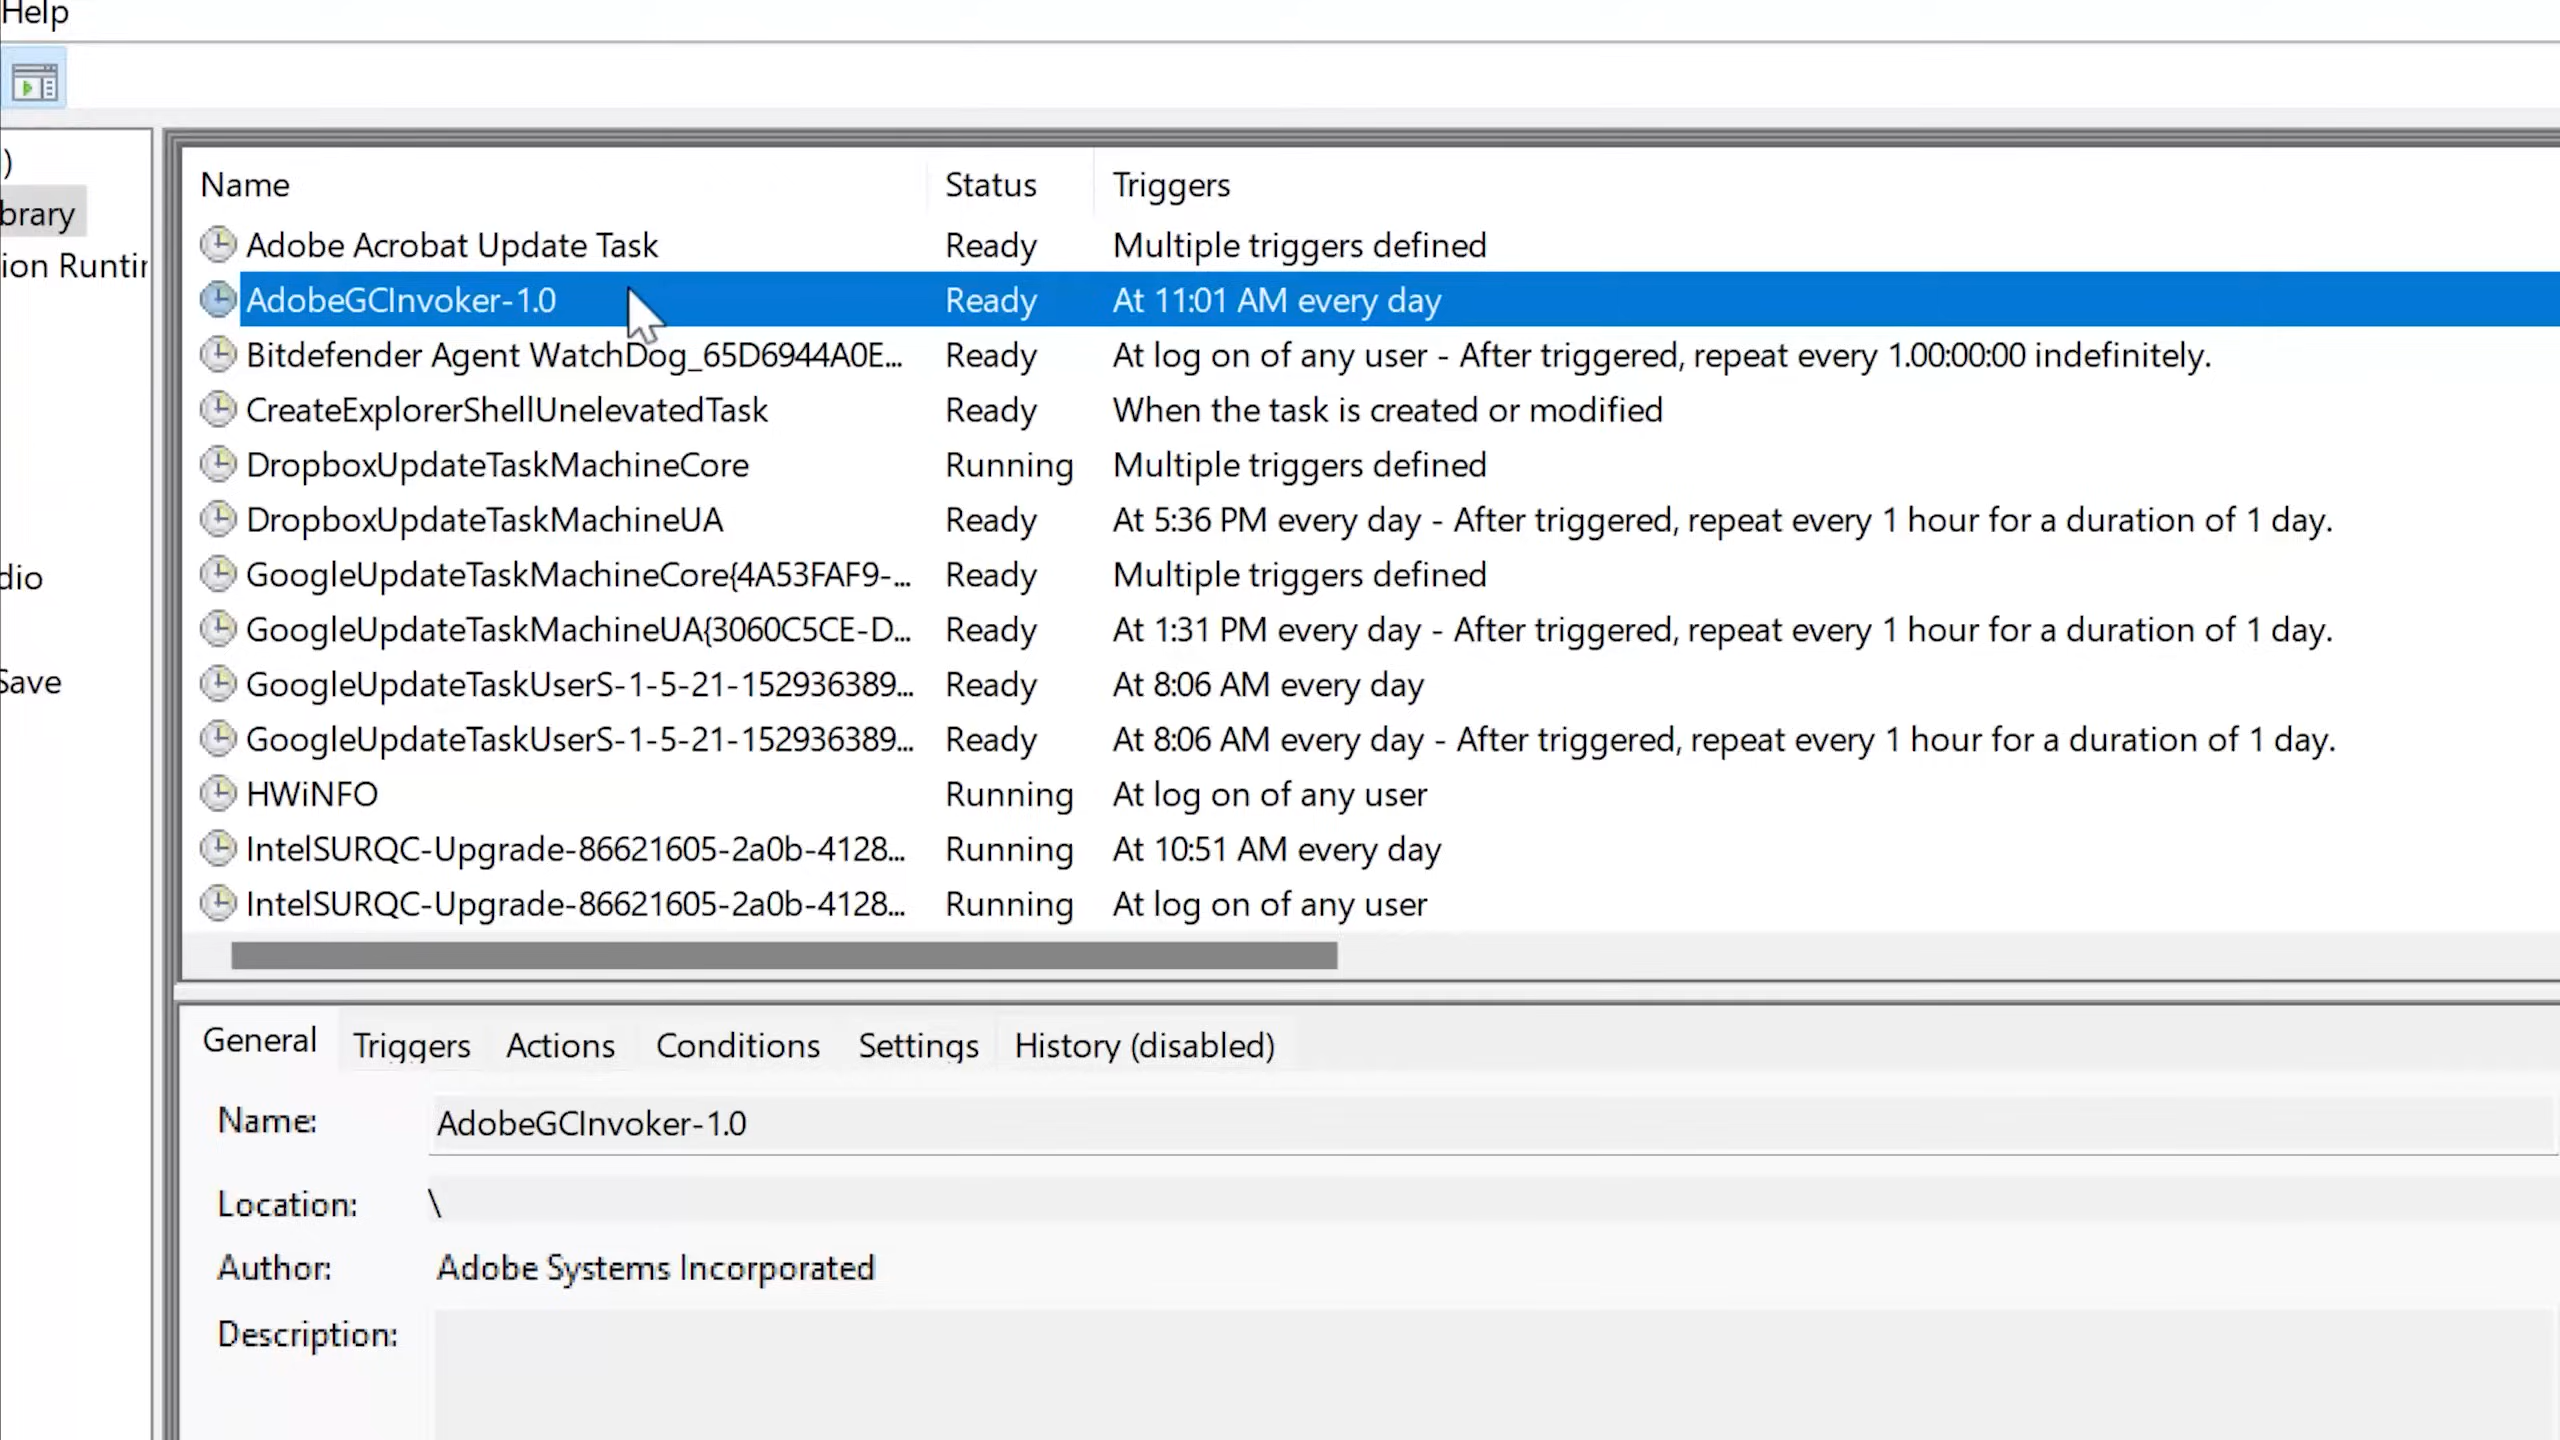 Help
)
brary
ion Runtir
dio
Save
Name Status Triggers
Adobe Acrobat Update Task Ready Multiple triggers defined
AdobeGCInvoker-1.0 Ready At 11:01 AM every day
Bitdefender Agent WatchDog_65D6944A0E... Ready At log on of any user - After triggered, repeat every 1.00:00:00 indefinitely.
CreateExplorerShellUnelevatedTask Ready When the task is created or modified
DropboxUpdateTaskMachineCore Running Multiple triggers defined
DropboxUpdateTaskMachineUA Ready At 5:36 PM every day - After triggered, repeat every 1 hour for a duration of 1 day.
GoogleUpdateTaskMachineCore{4A53FAF9-... Ready Multiple triggers defined
GoogleUpdateTaskMachineUA{3060C5CE-D... Ready At 1:31 PM every day - After triggered, repeat every 1 hour for a duration of 1 day.
GoogleUpdateTaskUserS-1-5-21-152936389... Ready At 8:06 AM every day
GoogleUpdateTaskUserS-1-5-21-152936389... Ready At 8:06 AM every day - After triggered, repeat every 1 hour for a duration of 1 day.
HWiNFO Running At log on of any user
IntelSURQC-Upgrade-86621605-2a0b-4128... Running At 10:51 AM every day
IntelSURQC-Upgrade-86621605-2a0b-4128... Running At log on of any user
General Triggers Actions Conditions Settings History (disabled)
Name: AdobeGCInvoker-1.0
Location: \
Author: Adobe Systems Incorporated
Description: